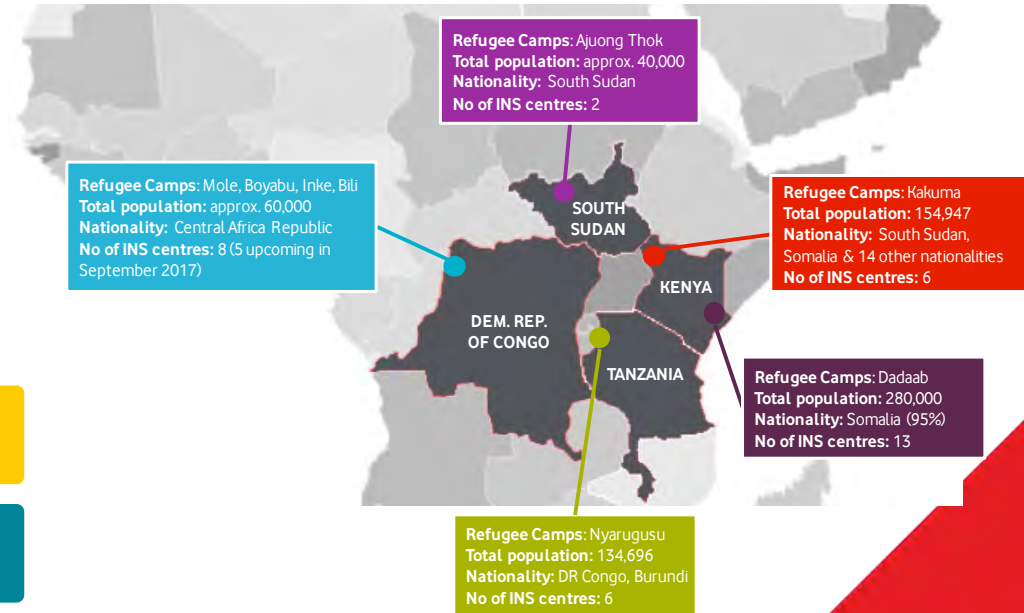 Refugee Camps: Ajuong Thok
Total population: approx. 40,000
Nationality: South Sudan
No of INS centres: 2
Refugee Camps: Mole, Boyabu, Inke, Bili
Total population: approx. 60,000
Nationality: Central Africa Republic
No of INS centres: 8 (5 upcoming in
September 2017)
Refugee Camps: Kakuma
Total population: 154,947
Nationality: South Sudan,
Somalia & 14 other nationalities
No of INS centres: 6
SOUTH
SUDAN
KENYA
DEM. REP.
OF CONGO
TANZANIA
Refugee Camps: Dadaab
Total population: 280,000
Nationality: Somalia (95%)
No of INS centres: 13
Refugee Camps: Nyarugusu
Total population: 134,696
Nationality: DR Congo, Burundi
No of INS centres: 6